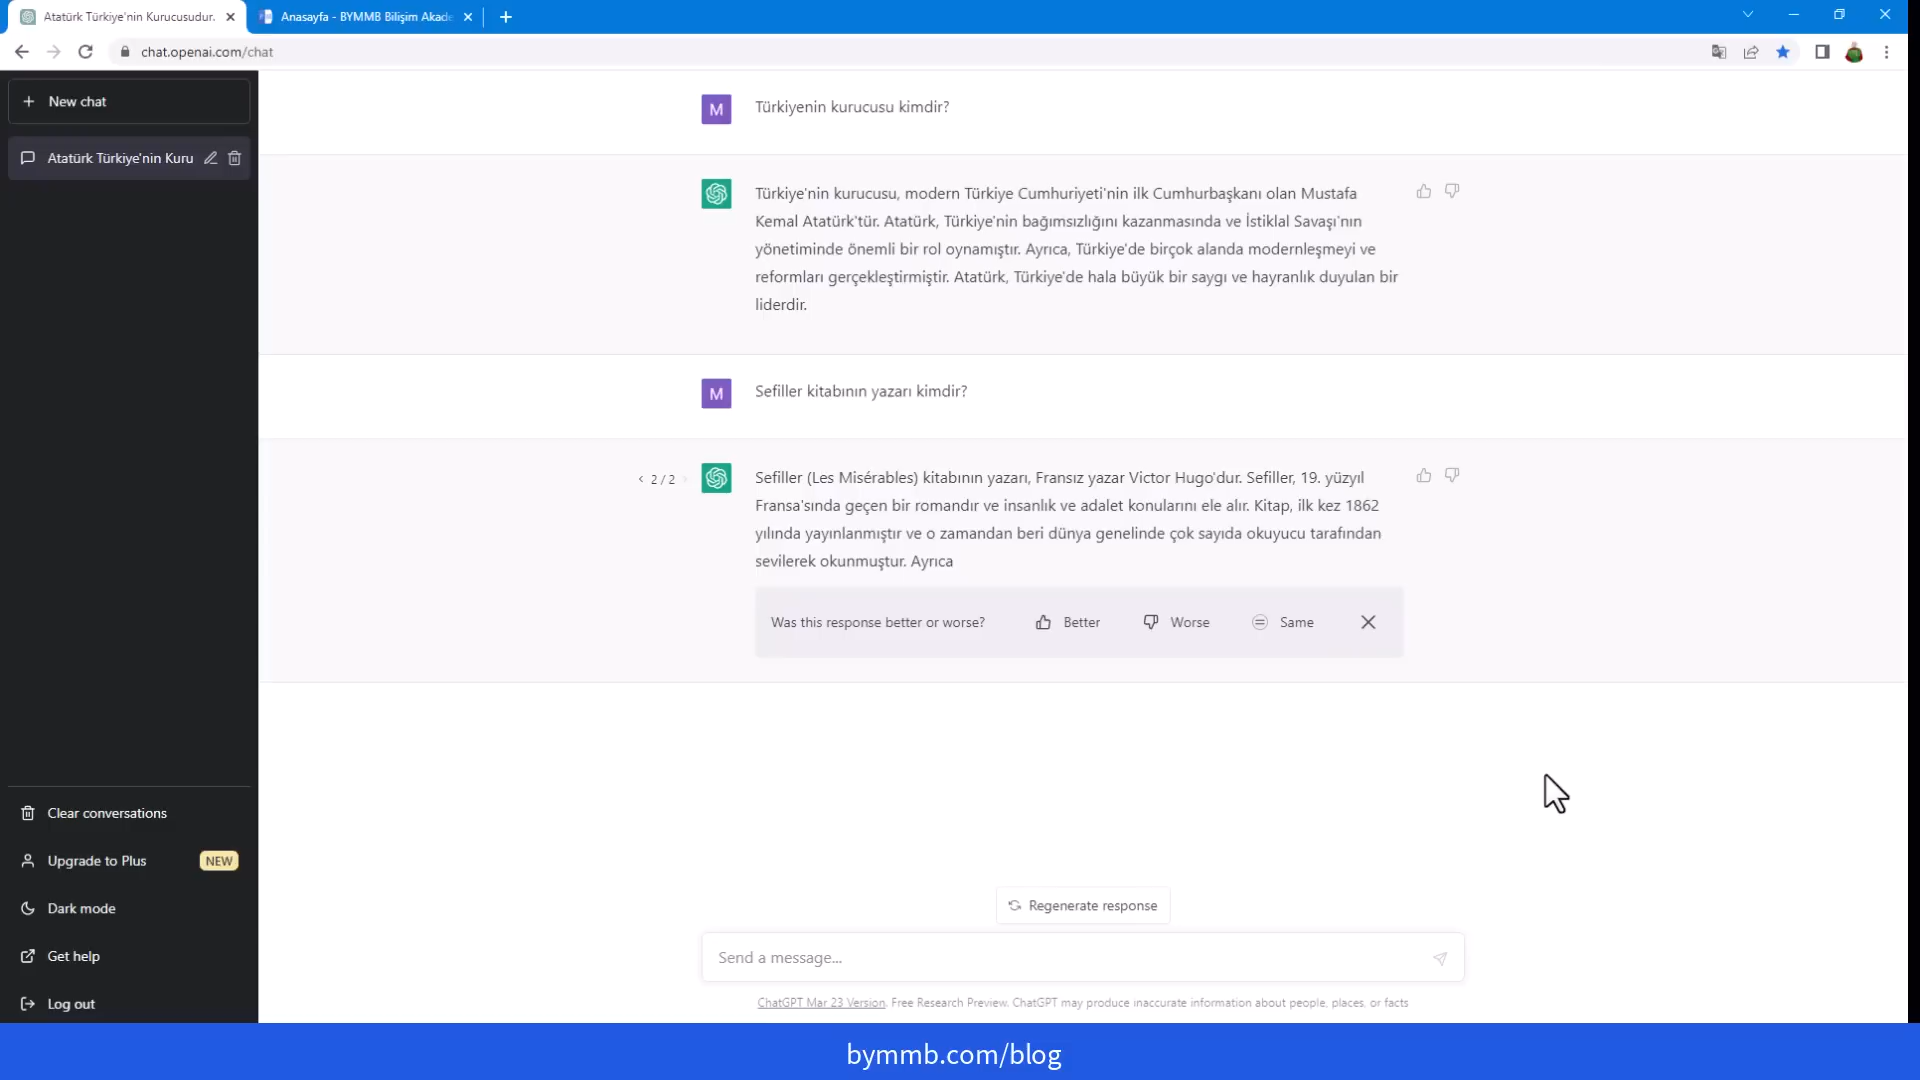 Atatürk Türkiye'nin Kurucusudur.
Anasayfa - BYMMB Bilişim Akade
chat.openai.com/chat
New chat
Atatürk Türkiye'nin Kuru
M
Türkiyenin kurucusu kimdir?
Türkiye'nin kurucusu, modern Türkiye Cumhuriyeti'nin ilk Cumhurbaşkanı olan Mustafa
Kemal Atatürk'tür. Atatürk, Türkiye'nin bağımsızlığını kazanmasında ve İstiklal Savaşı'nın
yönetiminde önemli bir rol oynamıştır. Ayrıca, Türkiye'de birçok alanda modernleşmeyi ve
reformları gerçekleştirmiştir. Atatürk, Türkiye'de hala büyük bir saygı ve hayranlık duyulan bir
liderdir.
M
Sefiller kitabının yazarı kimdir?
2 / 2
Sefiller (Les Misérables) kitabının yazarı, Fransız yazar Victor Hugo'dur. Sefiller, 19. yüzyıl
Fransa'sında geçen bir romandır ve insanlık ve adalet konularını ele alır. Kitap, ilk kez 1862
yılında yayınlanmıştır ve o zamandan beri dünya genelinde çok sayıda okuyucu tarafından
sevilerek okunmuştur. Ayrıca
Was this response better or worse? Better Worse Same
Clear conversations
Upgrade to Plus NEW
Dark mode
Get help
Log out
Regenerate response
Send a message...
ChatGPT Mar 23 Version. Free Research Preview. ChatGPT may produce inaccurate information about people, places, or facts
bymmb.com/blog